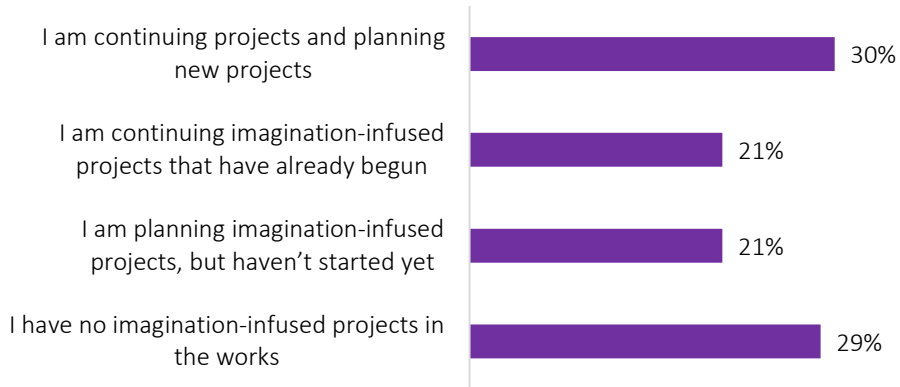 I am continuing projects and planning
new projects
30%
I am continuing imagination-infused
projects that have already begun
21%
I am planning imagination-infused
projects, but haven’t started yet
21%
I have no imagination-infused projects in
the works
29%